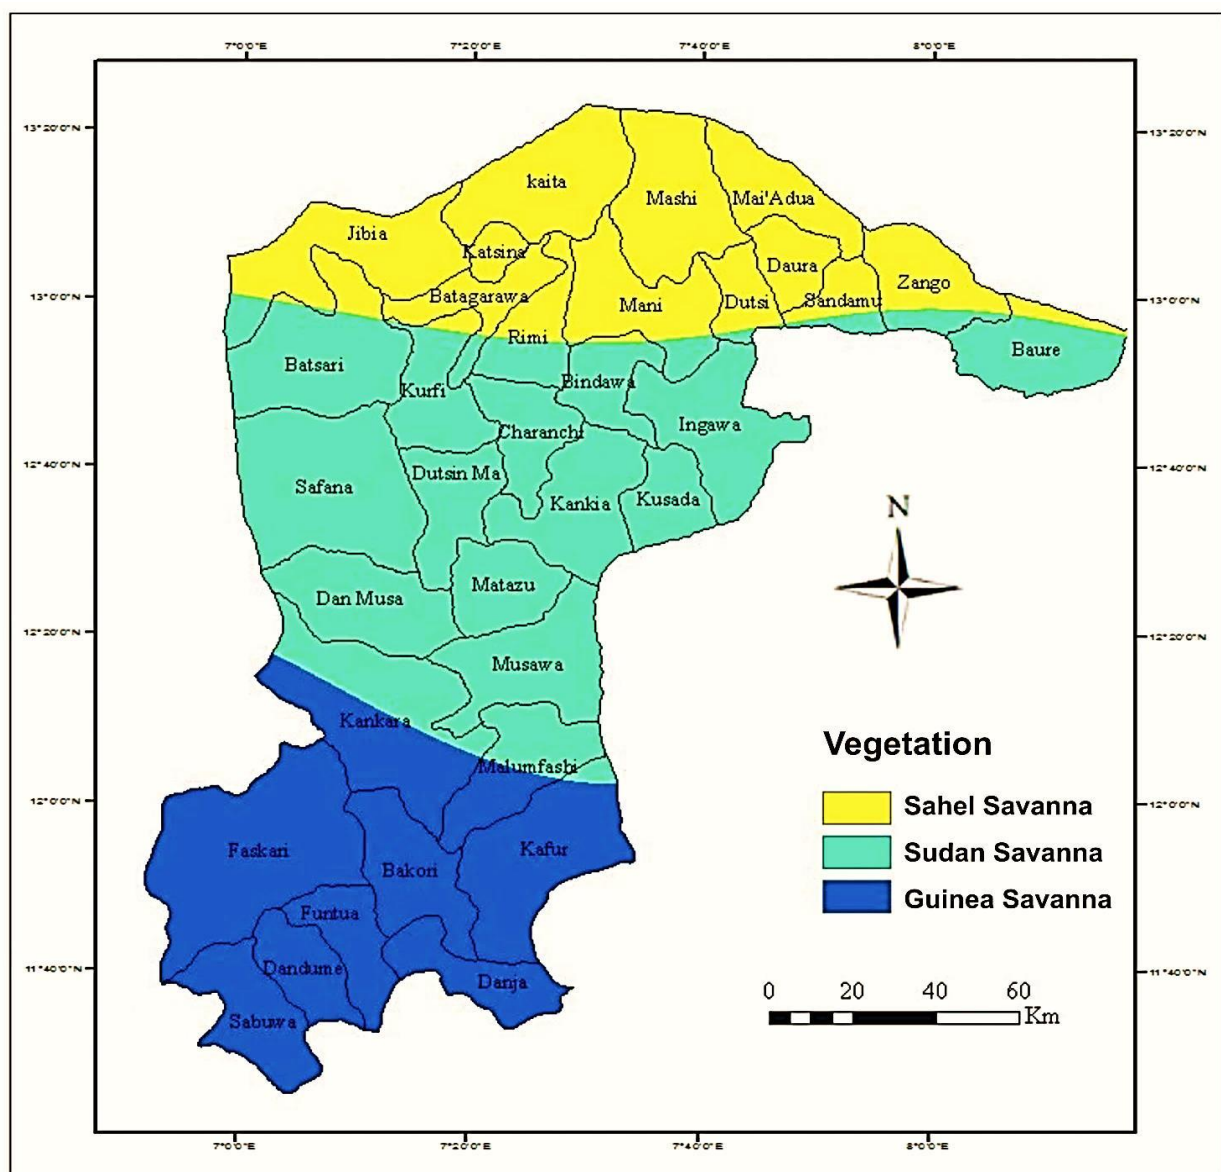 7°0'0"E 7°20'0"E 7°40'0"E 8°0'0"E
13°20'0"N 13°20'0"N
kaita
Mashi
Mai'Adua
Jibia
Katsina
Daura
Zango
13°0'0"N 13°0'0"N
Batagarawa
Mani
Dutsi
Sandamu
Rimi
Baure
Batsari
Kurfi
Bindawa
Ingawa
Charanchi
12°40'0"N 12°40'0"N
Dutsin Ma
Safana
Kankia
Kusada
N
Matazu
Dan Musa
12°20'0"N 12°20'0"N
Musawa
Kankara
Vegetation
Malumfashi
12°0'0"N 12°0'0"N
Sahel Savanna
Faskari
Kafur
Sudan Savanna
Bakori
Guinea Savanna
Funtua
Dandume
11°40'0"N 11°40'0"N
Danja
0 20 40 60
Km
Sabuwa
7°0'0"E 7°20'0"E 7°40'0"E 8°0'0"E